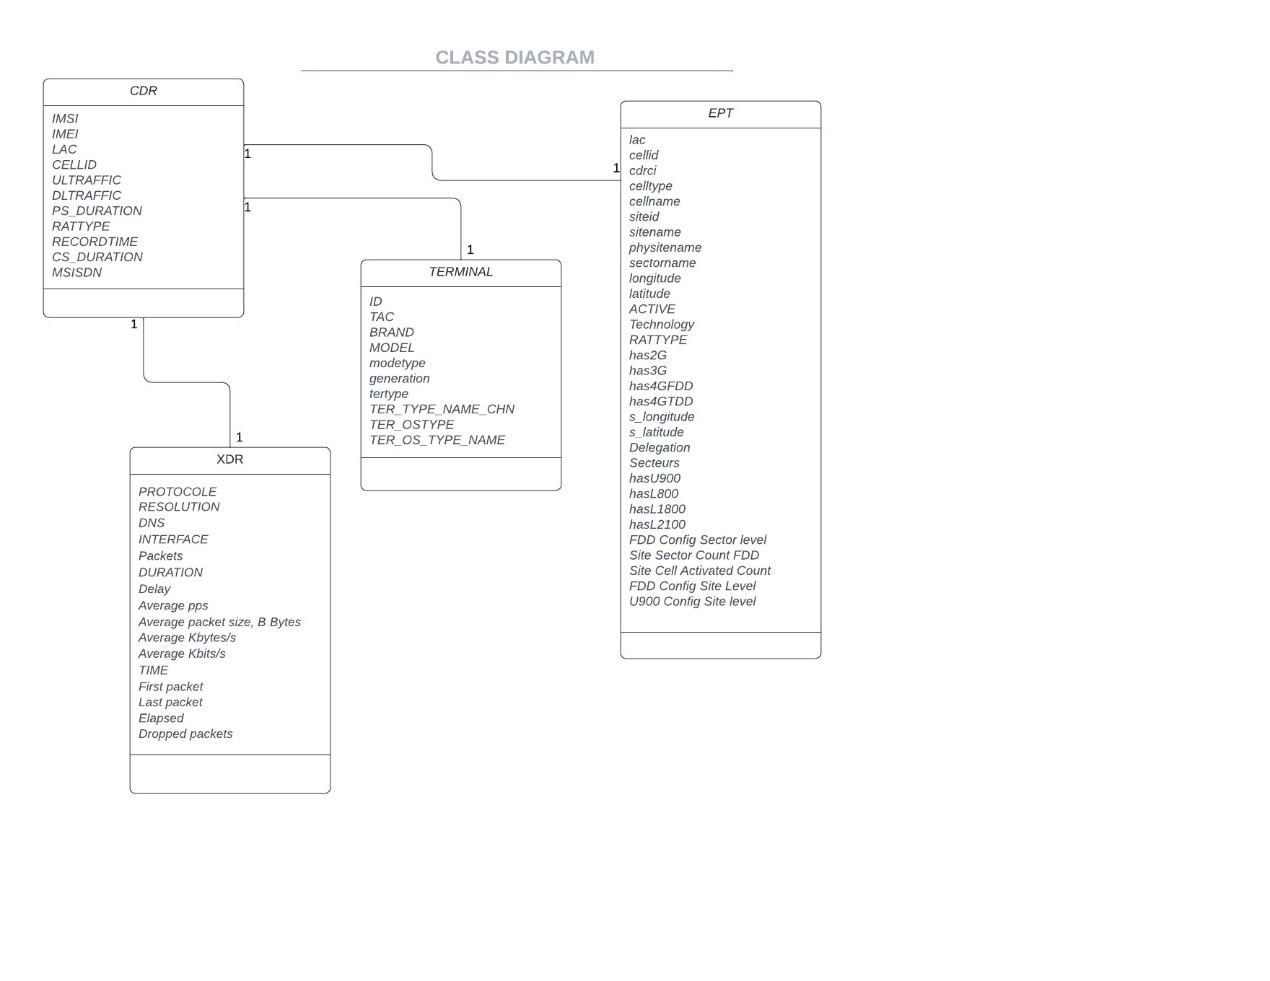 CLASS DIAGRAM
CDR
IMSI
IMEI
LAC
CELLID
ULTRAFFIC
DLTRAFFIC
PS_DURATION
RATTYPE
RECORDTIME
CS_DURATION
MSISDN
1
1
1
1
1
1
EPT
lac
cellid
cdrci
celltype
cellname
siteid
sitename
physitename
sectorname
longitude
latitude
ACTIVE
Technology
RATTYPE
has2G
has3G
has4GFDD
has4GTDD
s_longitude
s_latitude
Delegation
Secteurs
hasU900
hasL800
hasL1800
hasL2100
FDD Config Sector level
Site Sector Count FDD
Site Cell Activated Count
FDD Config Site Level
U900 Config Site level
TERMINAL
ID
TAC
BRAND
MODEL
modetype
generation
tertype
TER_TYPE_NAME_CHN
TER_OSTYPE
TER_OS_TYPE_NAME
XDR
PROTOCOLE
RESOLUTION
DNS
INTERFACE
Packets
DURATION
Delay
Average pps
Average packet size, B Bytes
Average Kbytes/s
Average Kbits/s
TIME
First packet
Last packet
Elapsed
Dropped packets